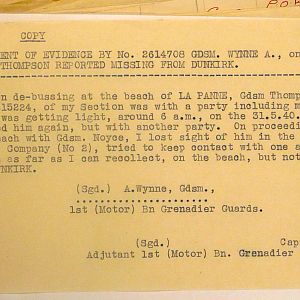 P O R
COPY
ENT OF EVIDENCE BY No. 2614708 GDSM. WYNNE A., on
THOMPSON REPORTED MISSING FROM DUNKIRK.
n de-bussing at the beach of LA PANNE, Gdsm Thomp
15224, of my Section was with a party including M
was getting light, around 6 a.m., on the 31.5.40.
ed him again, but with another party. On proceedi
each with Gdsm. Noyce, I lost sight of him in the
Company (No 2), tried to keep contact with one a
n as far as I can recollect, on the beach, but not
UNKIRK.
(Sgd.) A.Wynne, Gdsm.,
1st (Motor) Bn Grenadier Guards.
(Sgd.) Cap
Adjutant 1st (Motor) Bn. Grenadier